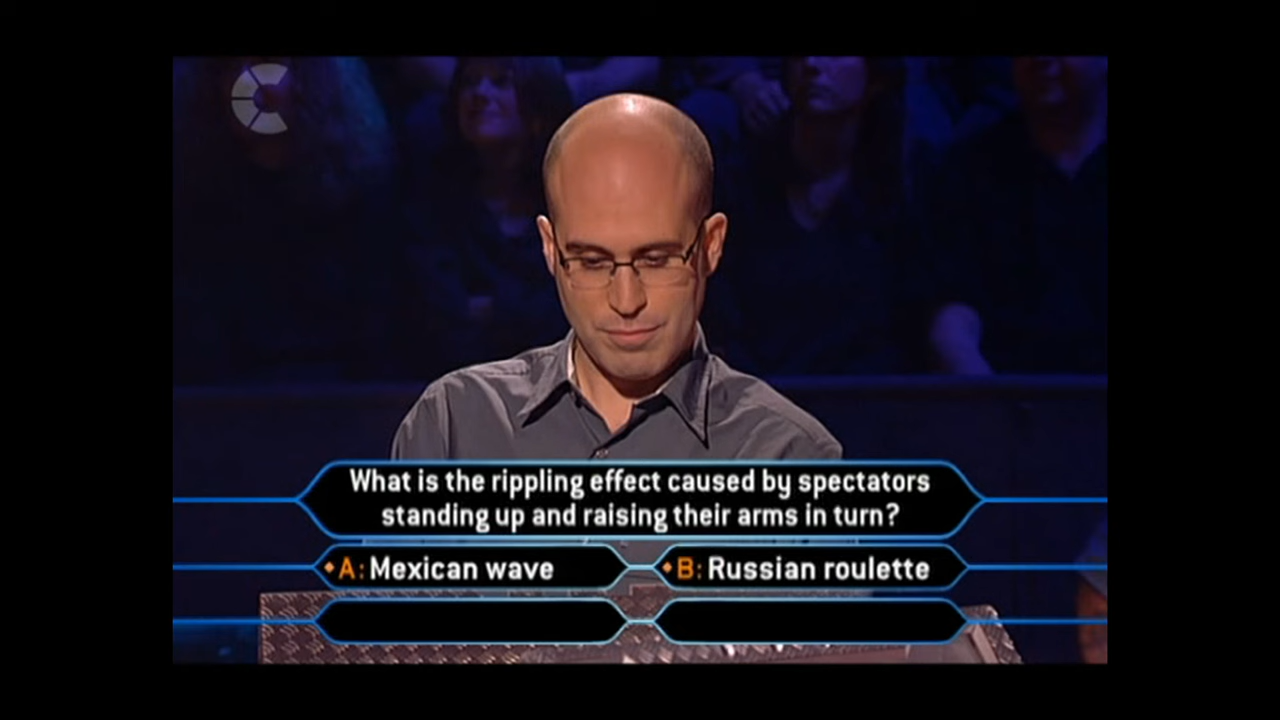 What is the rippling effect caused by spectators
standing up and raising their arms in turn?
A: Mexican wave
B: Russian roulette